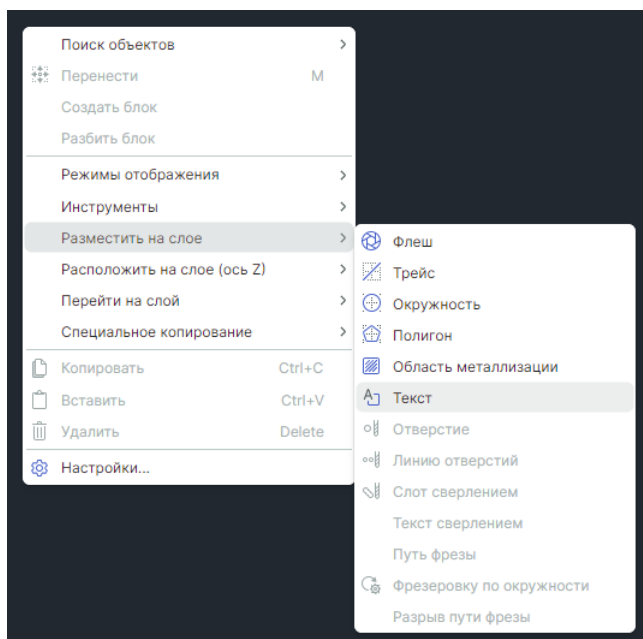 Поиск объектов
Перенести M
Создать блок
Разбить блок
Режимы отображения
Инструменты
Разместить на слое
Расположить на слое (ось Z)
Перейти на слой
Специальное копирование
Копировать Ctrl+C
Вставить Ctrl+V
Удалить Delete
Настройки...
Флеш
Трейс
Окружность
Полигон
Область металлизации
Текст
Отверстие
Линию отверстий
Слот сверлением
Текст сверлением
Путь фрезы
Фрезеровку по окружности
Разрыв пути фрезы